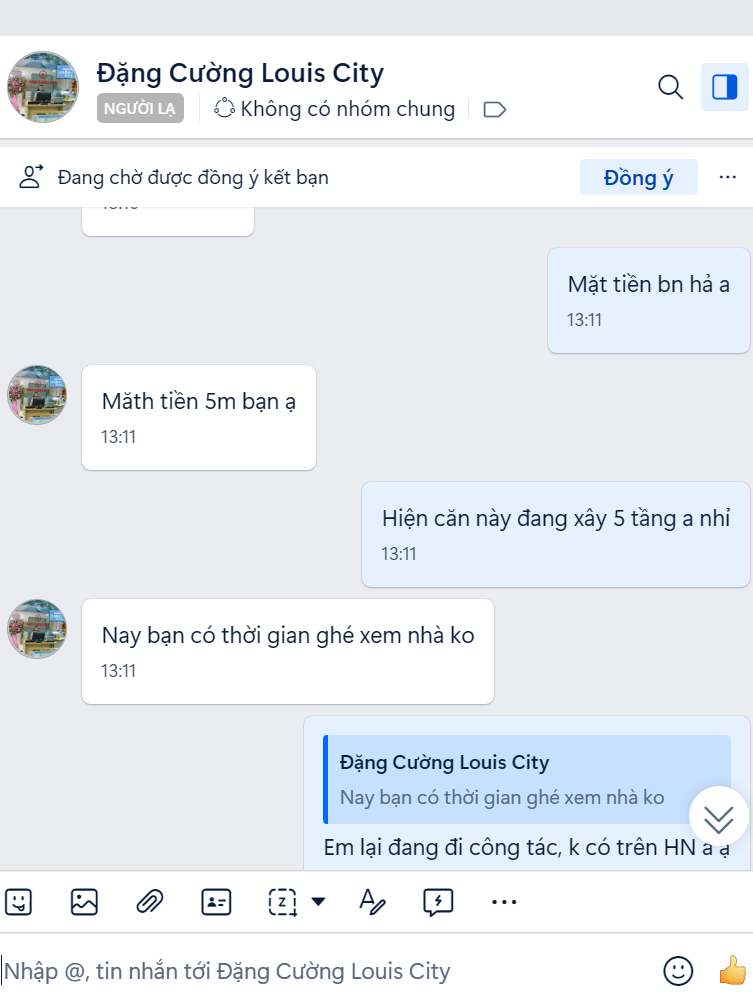 Đặng Cường Louis City
NGƯỜI LẠ
Không có nhóm chung
Đang chờ được đồng ý kết bạn
Đồng ý
Mặt tiền bn hả a
13:11
Măth tiền 5m bạn ạ
13:11
Hiện căn này đang xây 5 tầng a nhỉ
13:11
Nay bạn có thời gian ghé xem nhà ko
13:11
Đặng Cường Louis City
Nay bạn có thời gian ghé xem nhà ko
Em lại đang đi công tác, k có trên HN a ạ
Nhập @, tin nhắn tới Đặng Cường Louis City